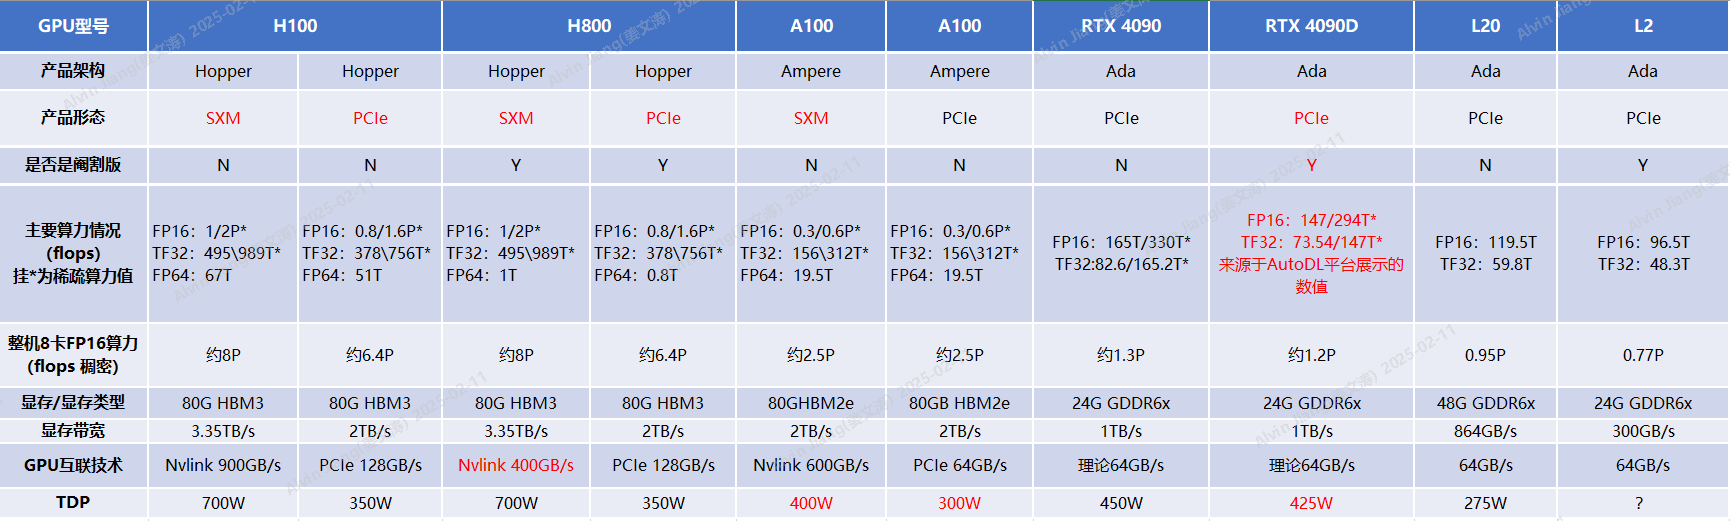 GPU型号 H100 H800 A100 A100 RTX 4090 RTX 4090D L20 L2
产品架构 Hopper Hopper Hopper Hopper Ampere Ampere Ada Ada Ada Ada
产品形态 SXM PCIe SXM PCIe SXM PCIe PCIe PCIe PCIe PCIe
是否是阉割版 N N Y Y N N N Y N Y
主要算力情况
(flops)
挂*为稀疏算力值
FP16：1/2P*
TF32：495\989T*
FP64：67T
FP16：0.8/1.6P*
TF32：378\756T*
FP64：51T
FP16：1/2P*
TF32：495\989T*
FP64：1T
FP16：0.8/1.6P*
TF32：378\756T*
FP64：0.8T
FP16：0.3/0.6P*
TF32：156\312T*
FP64：19.5T
FP16：0.3/0.6P*
TF32：156\312T*
FP64：19.5T
FP16：165T/330T*
TF32:82.6/165.2T*
FP16：147/294T*
TF32：73.54/147T*
来源于AutoDL平台展示的
数值
FP16：119.5T
TF32：59.8T
FP16：96.5T
TF32：48.3T
整机8卡FP16算力
(flops 稠密)
约8P 约6.4P 约8P 约6.4P 约2.5P 约2.5P 约1.3P 约1.2P 0.95P 0.77P
显存/显存类型 80G HBM3 80G HBM3 80G HBM3 80G HBM3 80GHBM2e 80GB HBM2e 24G GDDR6x 24G GDDR6x 48G GDDR6x 24G GDDR6x
显存带宽 3.35TB/s 2TB/s 3.35TB/s 2TB/s 2TB/s 2TB/s 1TB/s 1TB/s 864GB/s 300GB/s
GPU互联技术 Nvlink 900GB/s PCIe 128GB/s Nvlink 400GB/s PCIe 128GB/s Nvlink 600GB/s PCIe 64GB/s 理论64GB/s 理论64GB/s 64GB/s 64GB/s
TDP 700W 350W 700W 350W 400W 300W 450W 425W 275W ?
Alvin Jiang(姜文涛) 2025-02-11